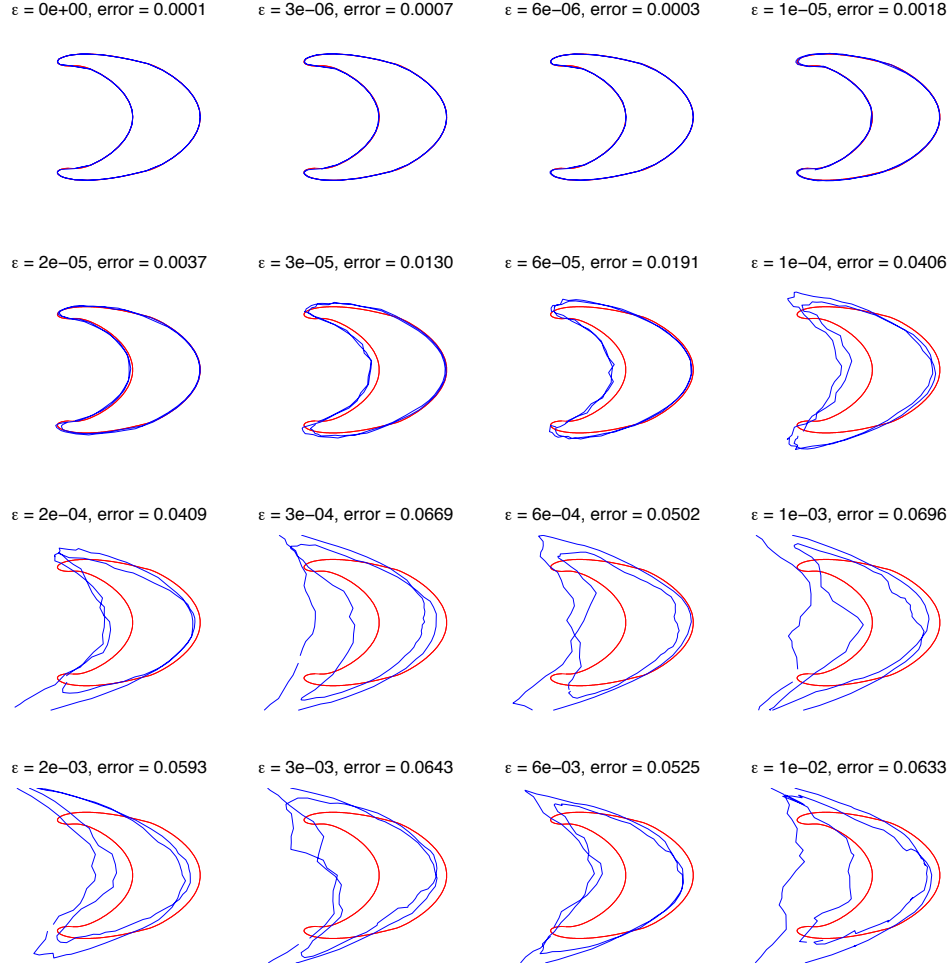 ε = 0e+00, error = 0.0001
ε = 3e−06, error = 0.0007
ε = 6e−06, error = 0.0003
ε = 1e−05, error = 0.0018
ε = 2e−05, error = 0.0037
ε = 3e−05, error = 0.0130
ε = 6e−05, error = 0.0191
ε = 1e−04, error = 0.0406
ε = 2e−04, error = 0.0409
ε = 3e−04, error = 0.0669
ε = 6e−04, error = 0.0502
ε = 1e−03, error = 0.0696
ε = 2e−03, error = 0.0593
ε = 3e−03, error = 0.0643
ε = 6e−03, error = 0.0525
ε = 1e−02, error = 0.0633